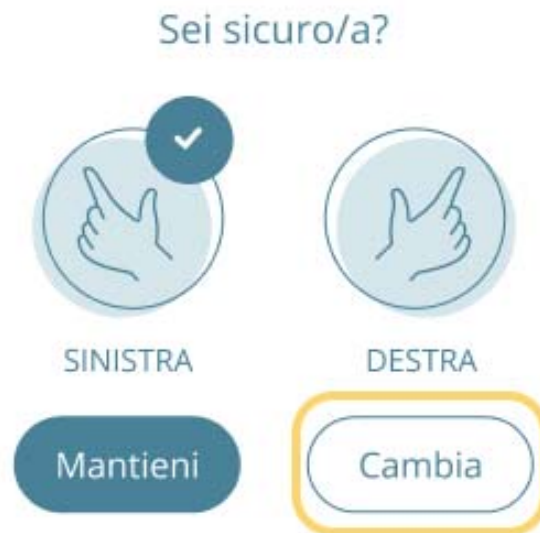 Sei sicuro/a?
SINISTRA
DESTRA
Mantieni
Cambia